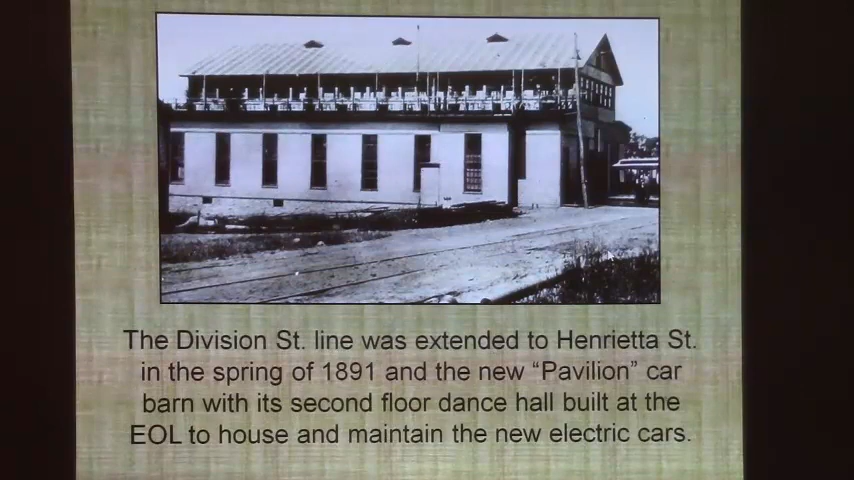 The Division St. line was extended to Henrietta St.
in the spring of 1891 and the new “Pavilion” car
barn with its second floor dance hall built at the
EOL to house and maintain the new electric cars.